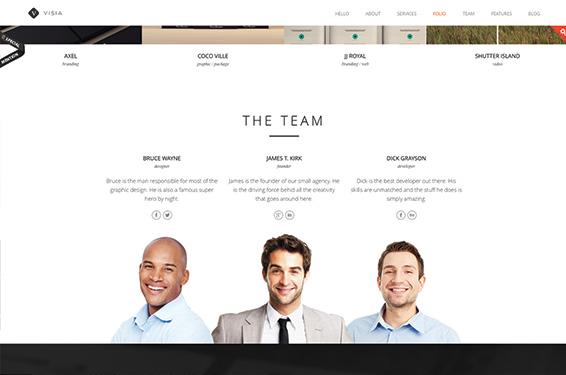 VISIA
HELLO ABOUT SERVICES FOLIO TEAM FEATURES BLOG
SPECIAL
AXEL
branding
COCO VILLE
graphic / package
JJ ROYAL
branding / web
SHUTTER ISLAND
video
THE TEAM
BRUCE WAYNE
designer
Bruce is the man responsible for most of the
graphic design. He is also a famous super
hero by night.
JAMES T. KIRK
founder
James is the founder of our small agency. He
is the driving force behind all the creativity
that goes around here.
DICK GRAYSON
developer
Dick is the best developer out there. His
skills are unmatched and the stuff he does is
simply amazing.